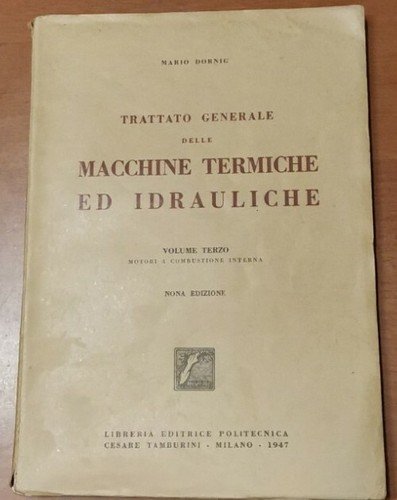 MARIO DORNIG
TRATTATO GENERALE
DELLE
MACCHINE TERMICHE
ED IDRAULICHE
VOLUME TERZO
MOTORI A COMBUSTIONE INTERNA
NONA EDIZIONE
LIBRERIA EDITRICE POLITECNICA
CESARE TAMBURINI - MILANO - 1947